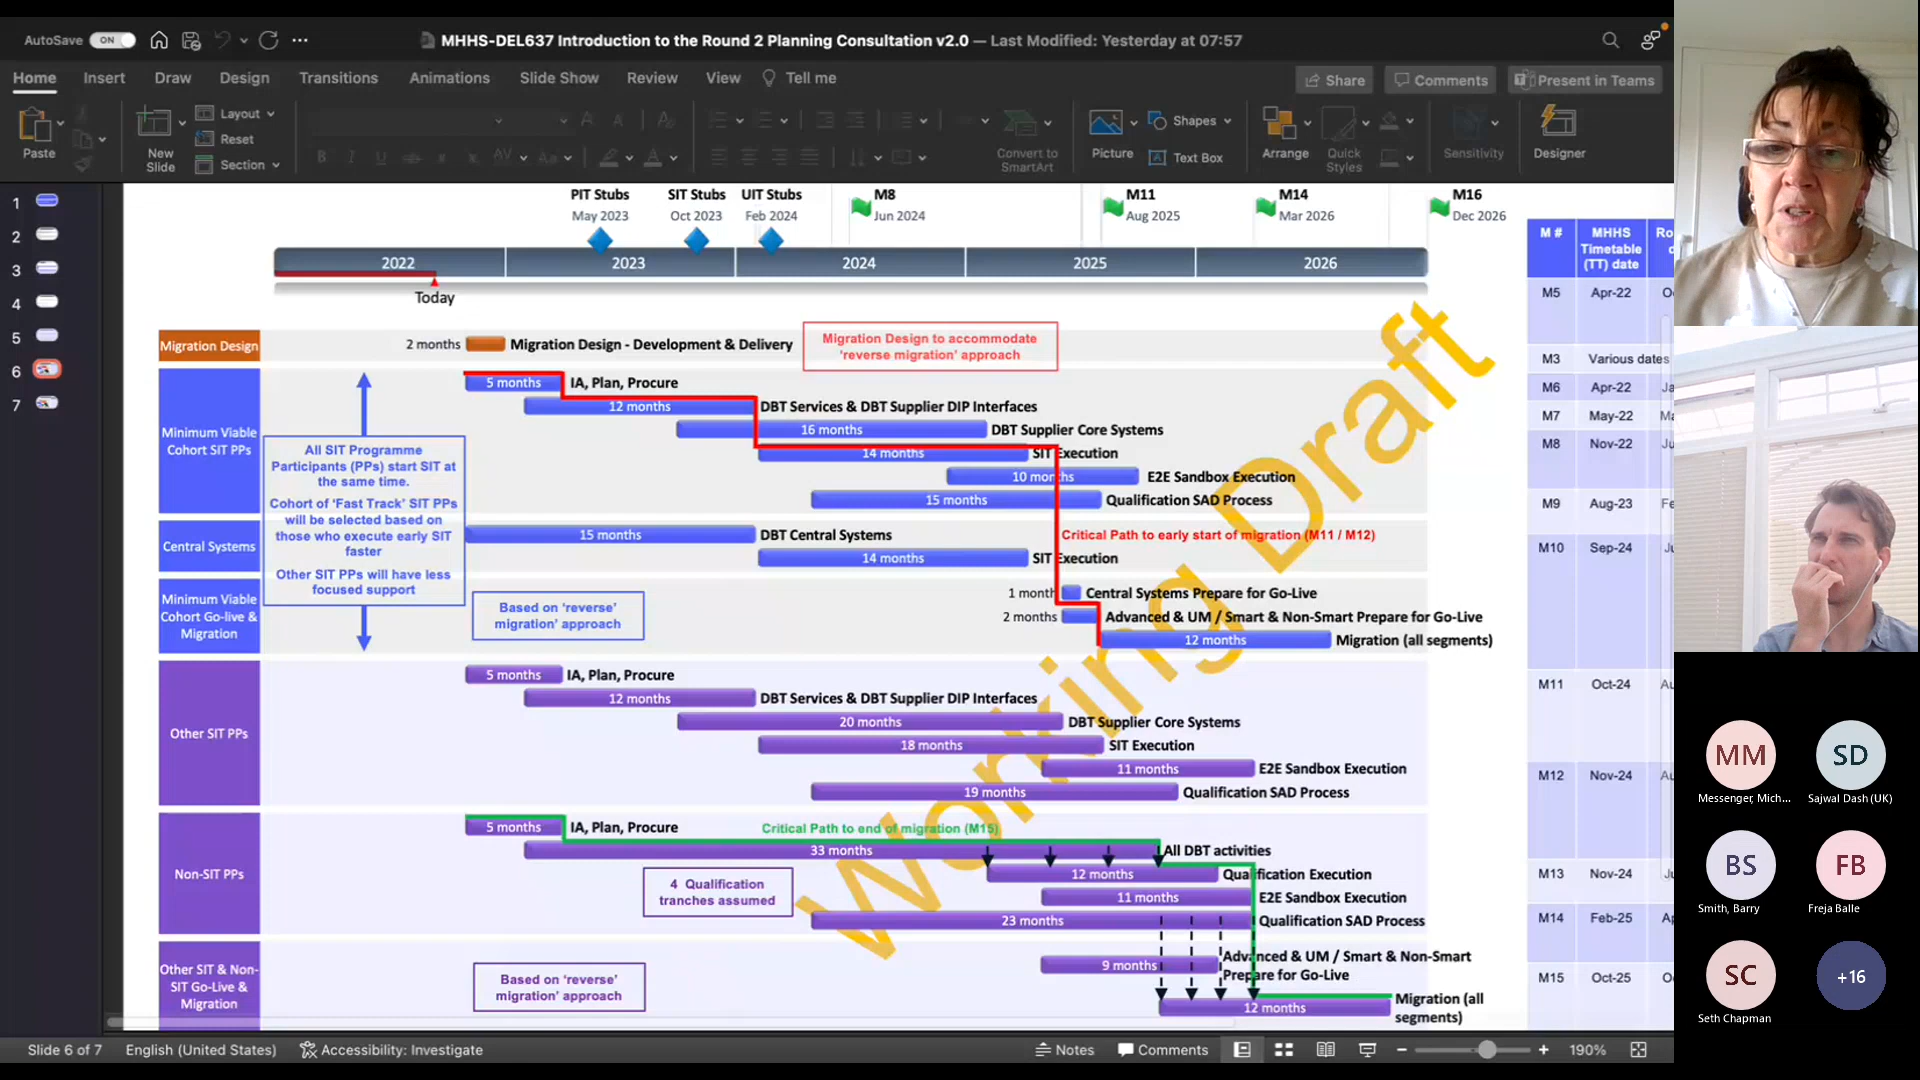 AutoSave ON
MHHS-DEL637 Introduction to the Round 2 Planning Consultation v2.0 — Last Modified: Yesterday at 07:57
Home Insert Draw Design Transitions Animations Slide Show Review View Tell me
Share Comments Present in Teams
Paste
New
Slide
Layout
Reset
Section
Convert to
SmartArt
Picture
Shapes
Text Box
Arrange
Quick
Styles
Sensitivity
Designer
1
2
3
4
5
6
7
PIT Stubs
May 2023
SIT Stubs
Oct 2023
UIT Stubs
Feb 2024
M8
Jun 2024
M11
Aug 2025
M14
Mar 2026
M16
Dec 2026
2022 2023 2024 2025 2026
Today
Migration Design
2 months
Migration Design - Development & Delivery
Migration Design to accommodate
'reverse migration' approach
Minimum Viable
Cohort SIT PPs
5 months IA, Plan, Procure
12 months DBT Services & DBT Supplier DIP Interfaces
16 months DBT Supplier Core Systems
14 months SIT Execution
10 months E2E Sandbox Execution
15 months Qualification SAD Process
All SIT Programme
Participants (PPs) start SIT at
the same time.
Cohort of 'Fast Track' SIT PPs
will be selected based on
those who execute early SIT
faster
Other SIT PPs will have less
focused support
Central Systems
15 months DBT Central Systems
14 months SIT Execution
Critical Path to early start of migration (M11 / M12)
Minimum Viable
Cohort Go-live &
Migration
Based on 'reverse'
migration' approach
1 month Central Systems Prepare for Go-Live
2 months Advanced & UM / Smart & Non-Smart Prepare for Go-Live
12 months Migration (all segments)
Other SIT PPs
5 months IA, Plan, Procure
12 months DBT Services & DBT Supplier DIP Interfaces
20 months DBT Supplier Core Systems
18 months SIT Execution
11 months E2E Sandbox Execution
19 months Qualification SAD Process
Non-SIT PPs
5 months IA, Plan, Procure
Critical Path to end of migration (M15)
33 months All DBT activities
12 months Qualification Execution
11 months E2E Sandbox Execution
23 months Qualification SAD Process
4 Qualification
tranches assumed
Other SIT & Non-
SIT Go-Live &
Migration
Based on 'reverse'
migration' approach
9 months Advanced & UM / Smart & Non-Smart
Prepare for Go-Live
12 months Migration (all
segments)
Working Draft
M # MHHS
Timetable
(TT) date
M5 Apr-22
M3 Various dates
M6 Apr-22
M7 May-22
M8 Nov-22
M9 Aug-23
M10 Sep-24
M11 Oct-24
M12 Nov-24
M13 Nov-24
M14 Feb-25
M15 Oct-25
MM
Messenger, Mich...
SD
Sajwal Dash (UK)
BS
Smith, Barry
FB
Freja Balle
SC
Seth Chapman
+16
Slide 6 of 7 English (United States) Accessibility: Investigate Notes Comments 190%